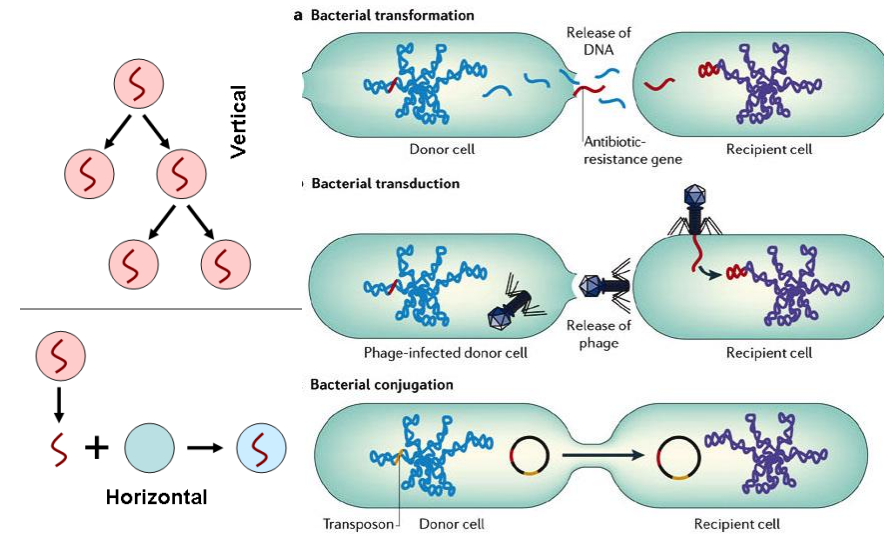 Vertical
Horizontal
a Bacterial transformation
Release of
DNA
Donor cell
Antibiotic-
resistance gene
Recipient cell
Bacterial transduction
Phage-infected donor cell
Release of
phage
Recipient cell
Bacterial conjugation
Transposon
Donor cell
Recipient cell